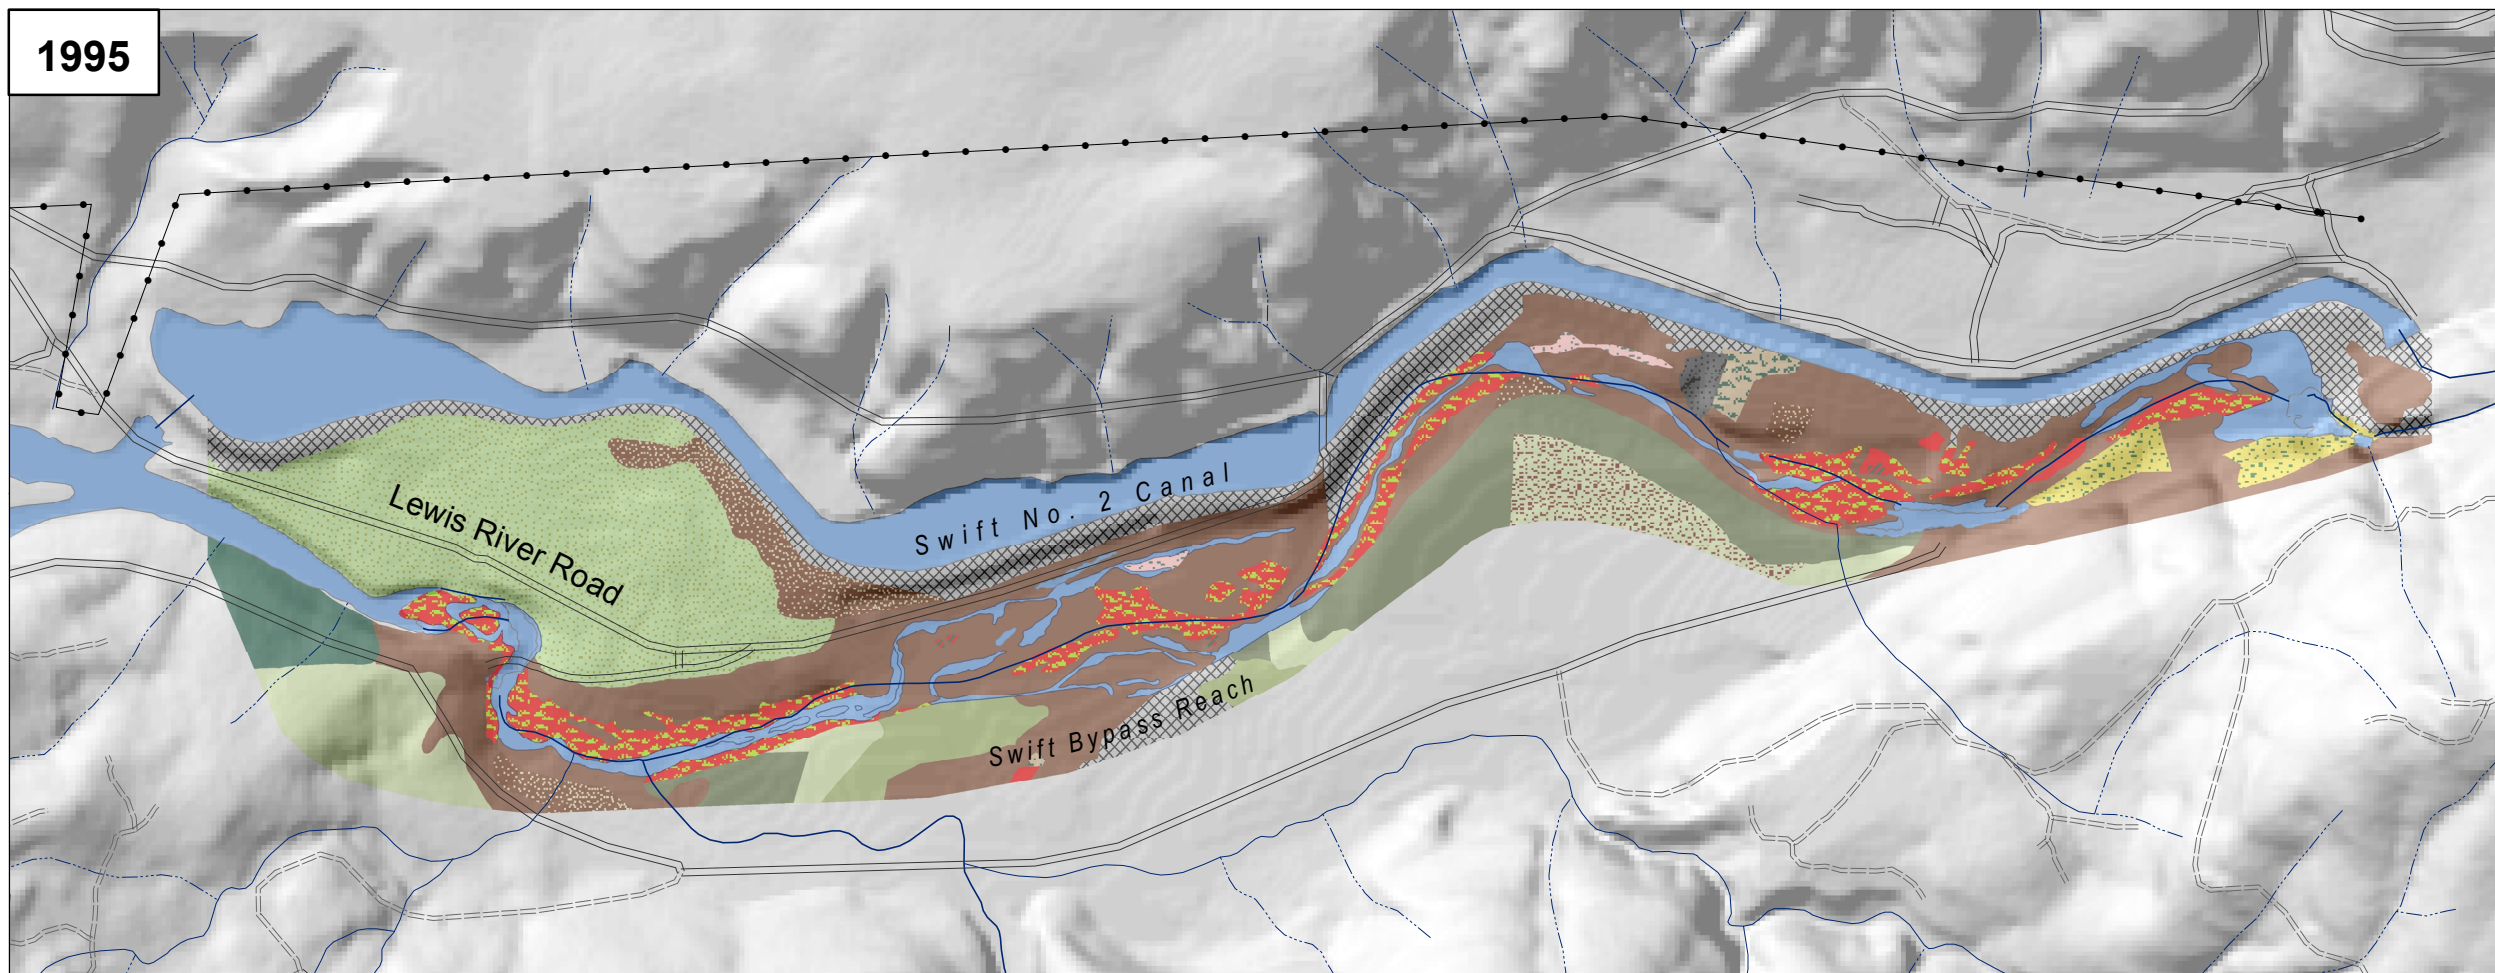 1995
Swift No. 2 Canal
Lewis River Road
Swift Bypass Reach